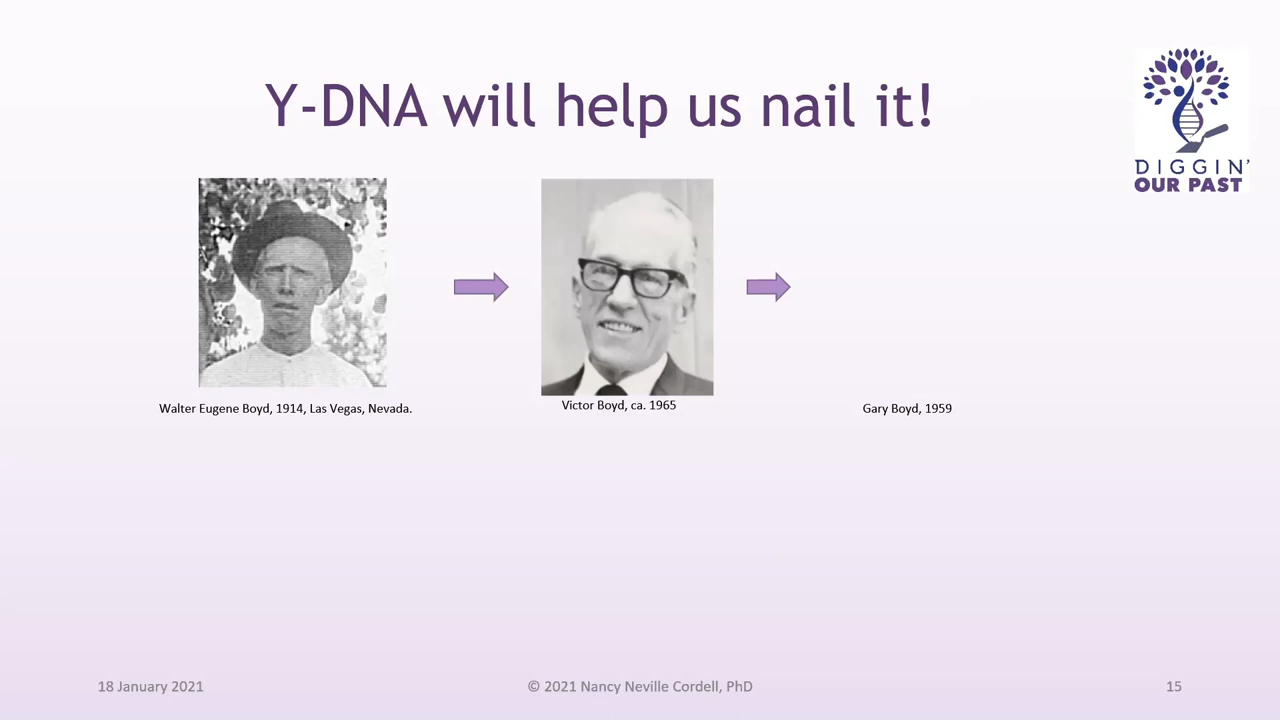 Y-DNA will help us nail it!
DIGGIN'
OUR PAST
Walter Eugene Boyd, 1914, Las Vegas, Nevada.
Victor Boyd, ca. 1965
Gary Boyd, 1959
18 January 2021
© 2021 Nancy Neville Cordell, PhD
15